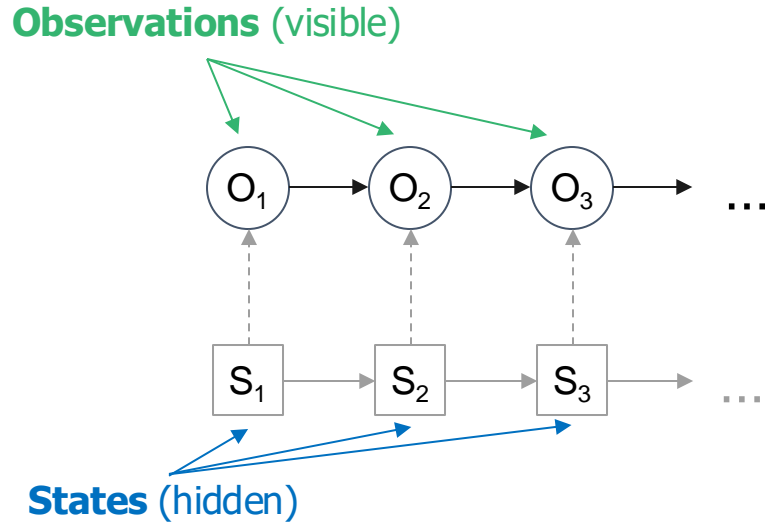 Observations (visible)
O₁ O₂ O₃ ...
S₁ S₂ S₃ ...
States (hidden)